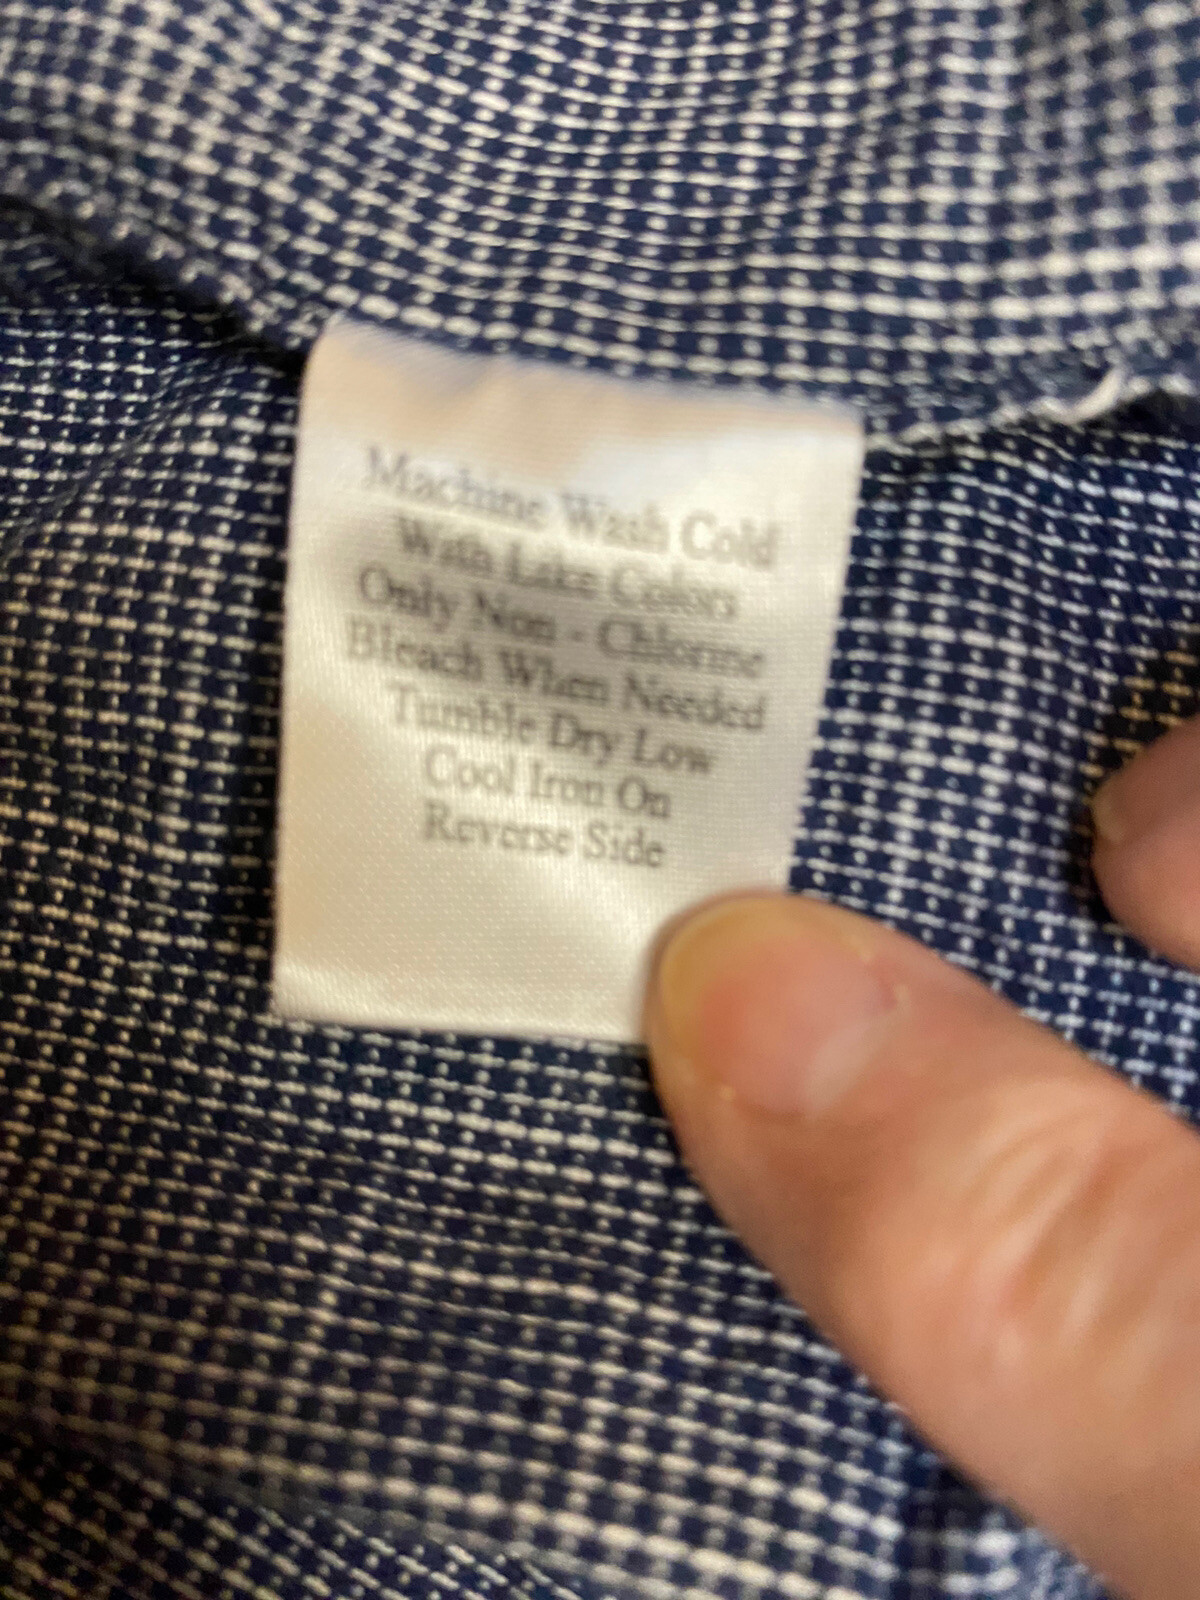 Machine Wash Cold
With Like Colors
Only Non - Chlorine
Bleach When Needed
Tumble Dry Low
Cool Iron On
Reverse Side